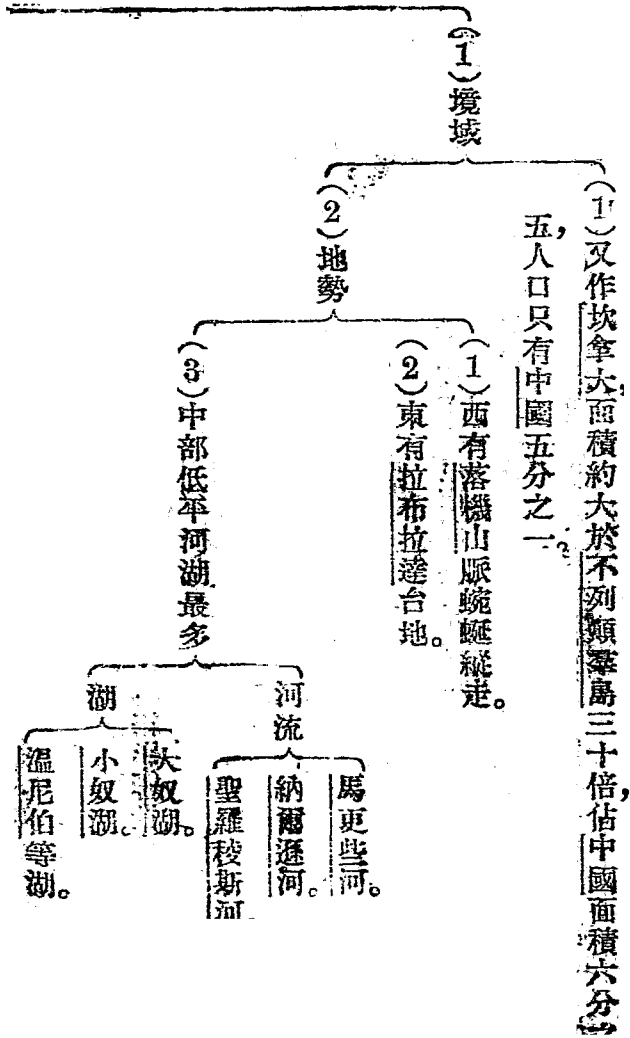 (1)境域
(1)又作坎拿大,面積約大於不列顛羣島三十倍,佔中國面積六分之
五,人口只有中國五分之一。
(2)地勢
(1)西有落機山脈蜿蜒縱走。
(2)東有拉布拉達台地。
(3)中部低平河湖最多
河流
馬更些河。
納爾遜河。
聖羅稜斯河.
湖
大奴湖。
小奴湖。
溫尼伯等湖。